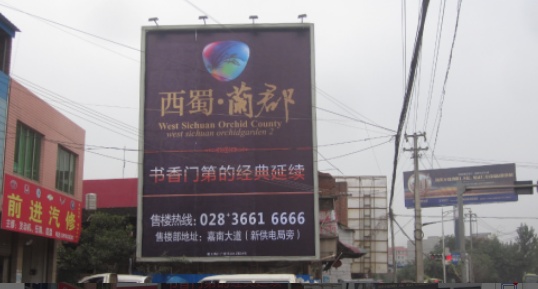 西蜀·蘭郡
West Sichuan Orchid County
west sichuan orchidgarden 2
书香门第的经典延续
售楼热线：028 3661 6666
售楼部地址：嘉南大道（新供电局旁）
前进汽修